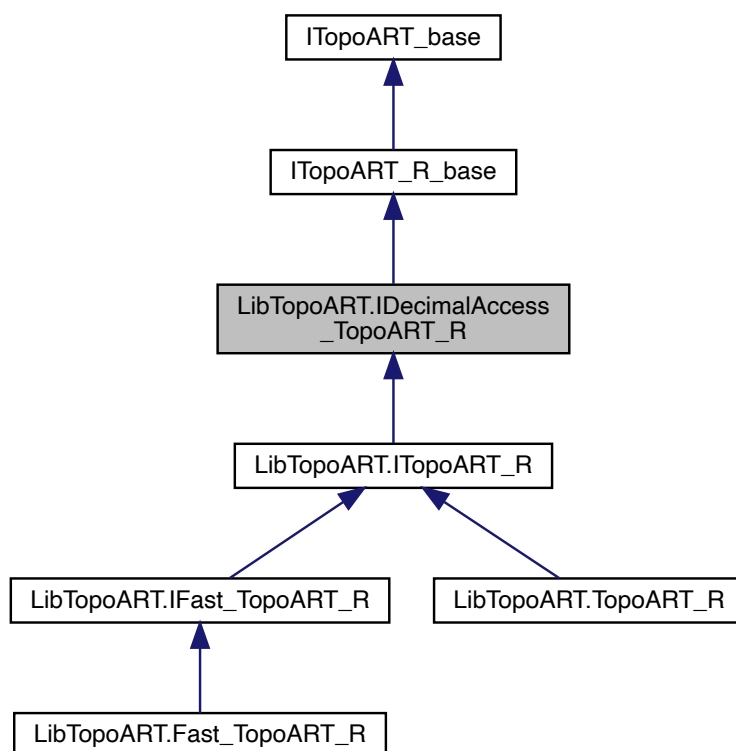 ITopoART_base
ITopoART_R_base
LibTopoART.IDecimalAccess
_TopoART_R
LibTopoART.ITopoART_R
LibTopoART.IFast_TopoART_R
LibTopoART.TopoART_R
LibTopoART.Fast_TopoART_R